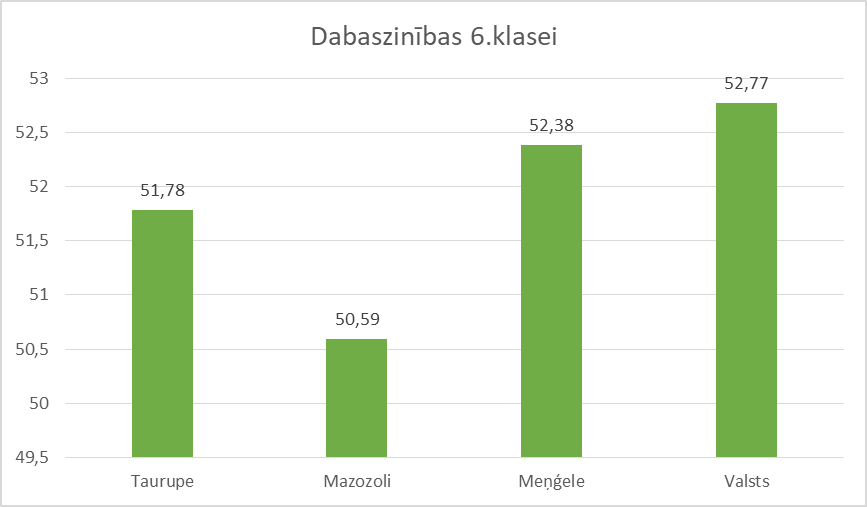 Dabaszinības 6.klasei
53
52,5
52
51,5
51
50,5
50
49,5
51,78
50,59
52,38
52,77
Taurupe
Mazozoli
Meņģele
Valsts